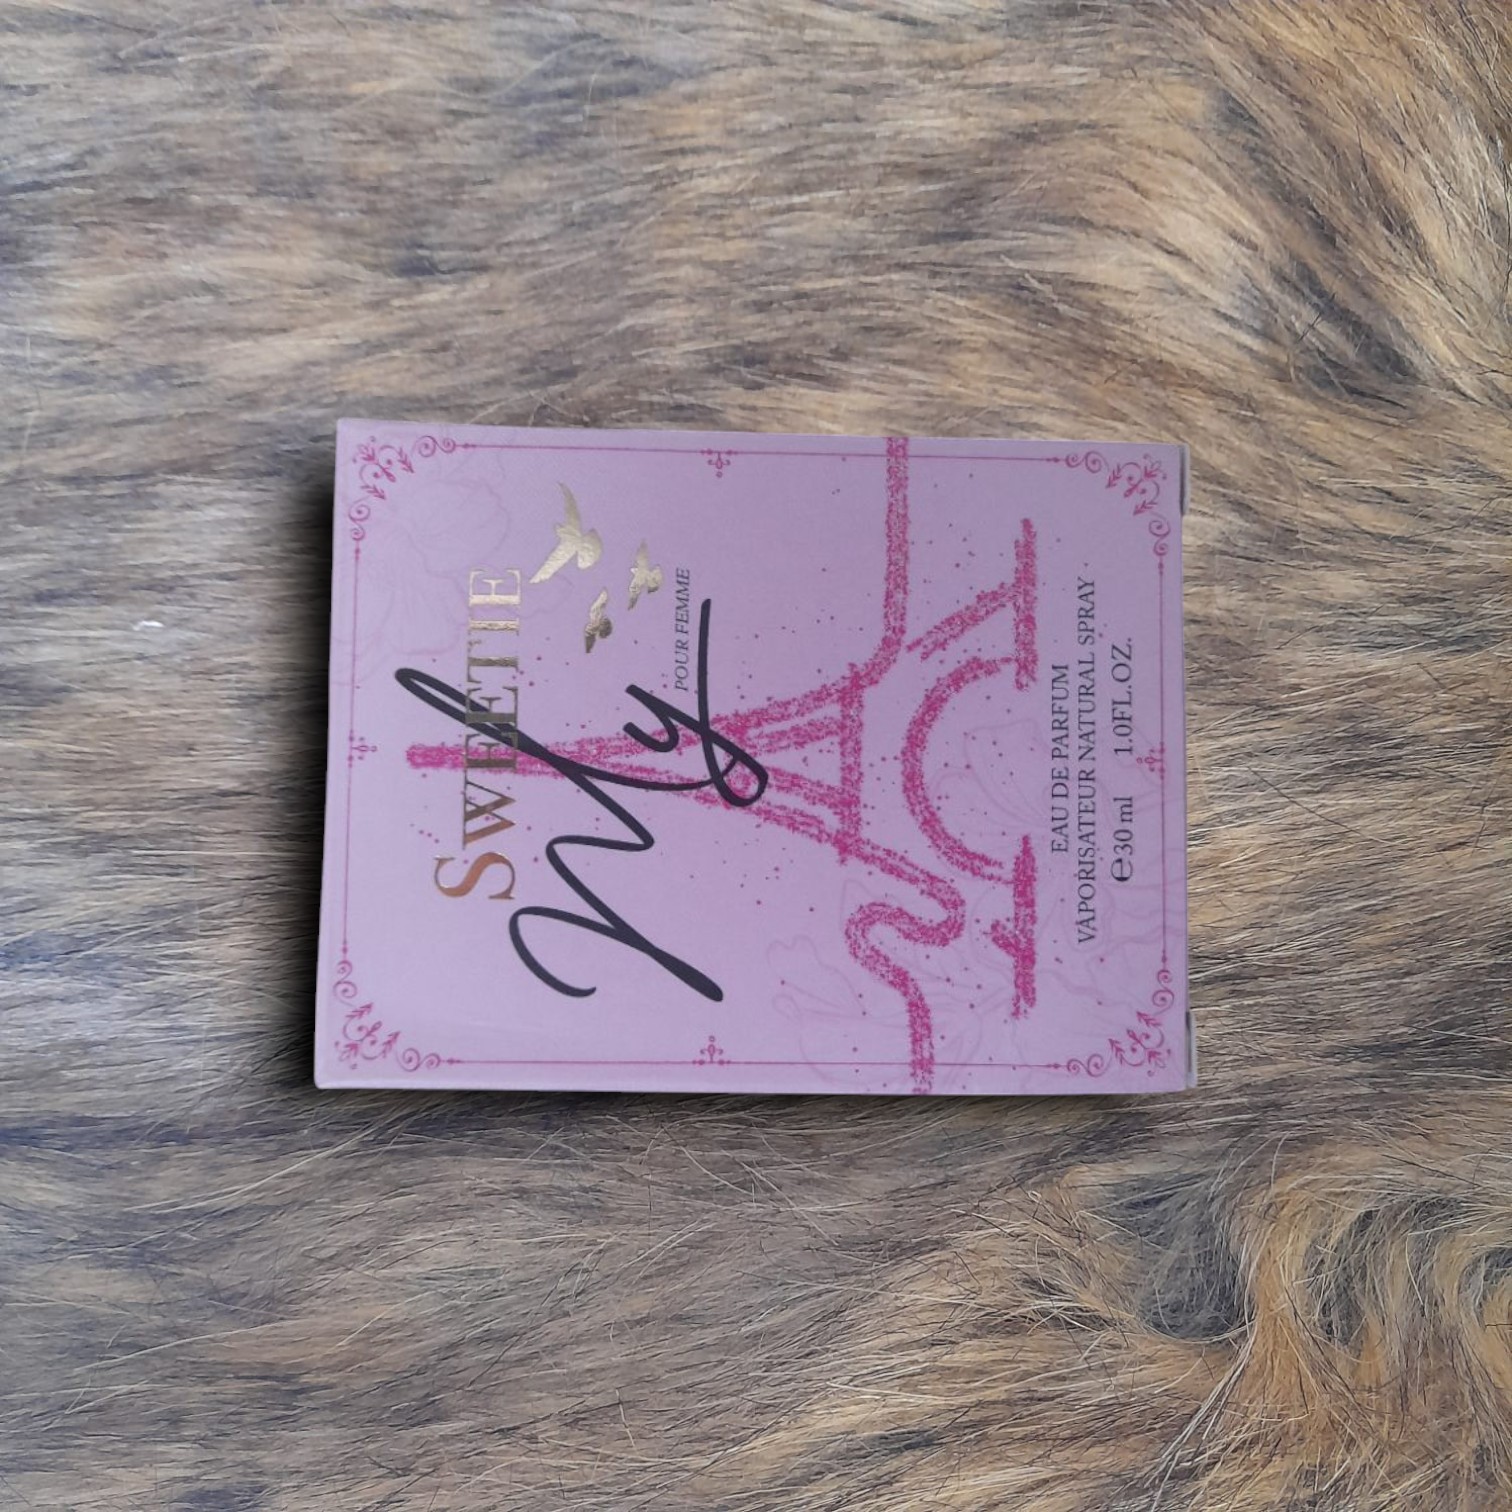 SWEETIE
My
POUR FEMME
EAU DE PARFUM
VAPORISATEUR NATURAL SPRAY
℮30 ml 1.0FL.OZ.